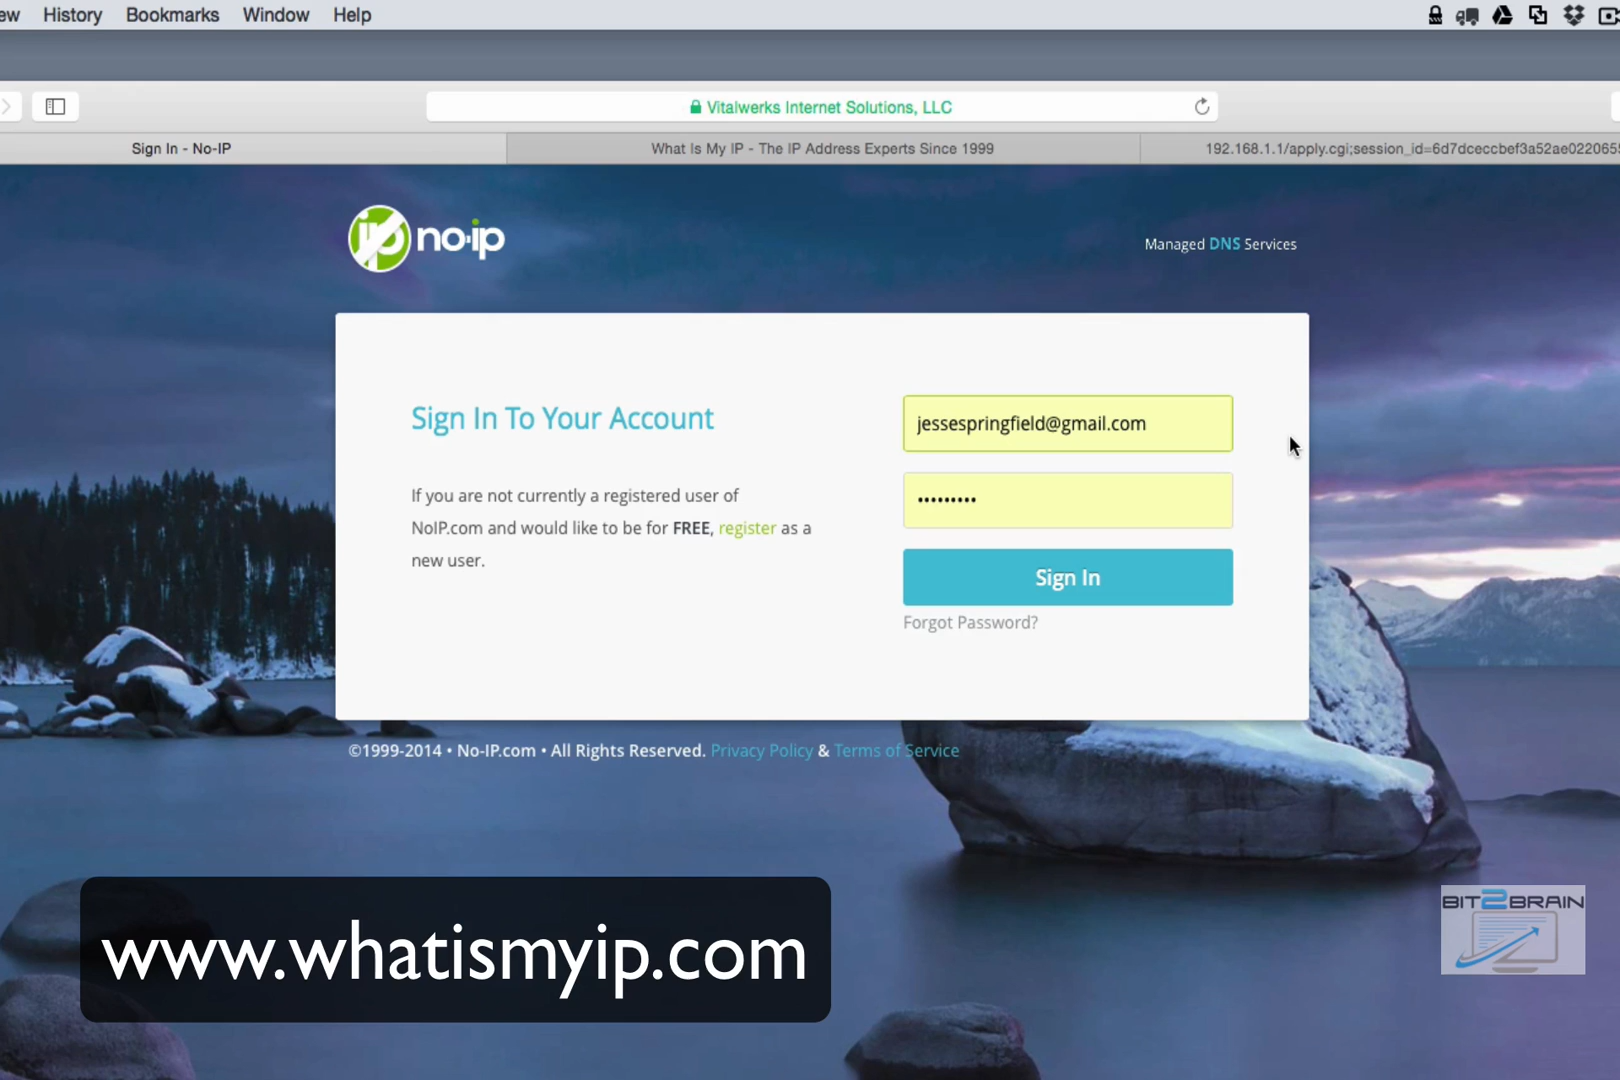 History Bookmarks Window Help
Vitalwerks Internet Solutions, LLC
Sign In - No-IP
What Is My IP - The IP Address Experts Since 1999
192.168.1.1/apply.cgi;session_id=6d7dceccbef3a52ae022065
no-ip
Managed DNS Services
Sign In To Your Account
jessespringfield@gmail.com
If you are not currently a registered user of
NoIP.com and would like to be for FREE, register as a
new user.
Sign In
Forgot Password?
©1999-2014 • No-IP.com • All Rights Reserved. Privacy Policy & Terms of Service
www.whatismyip.com
BIT2BRAIN